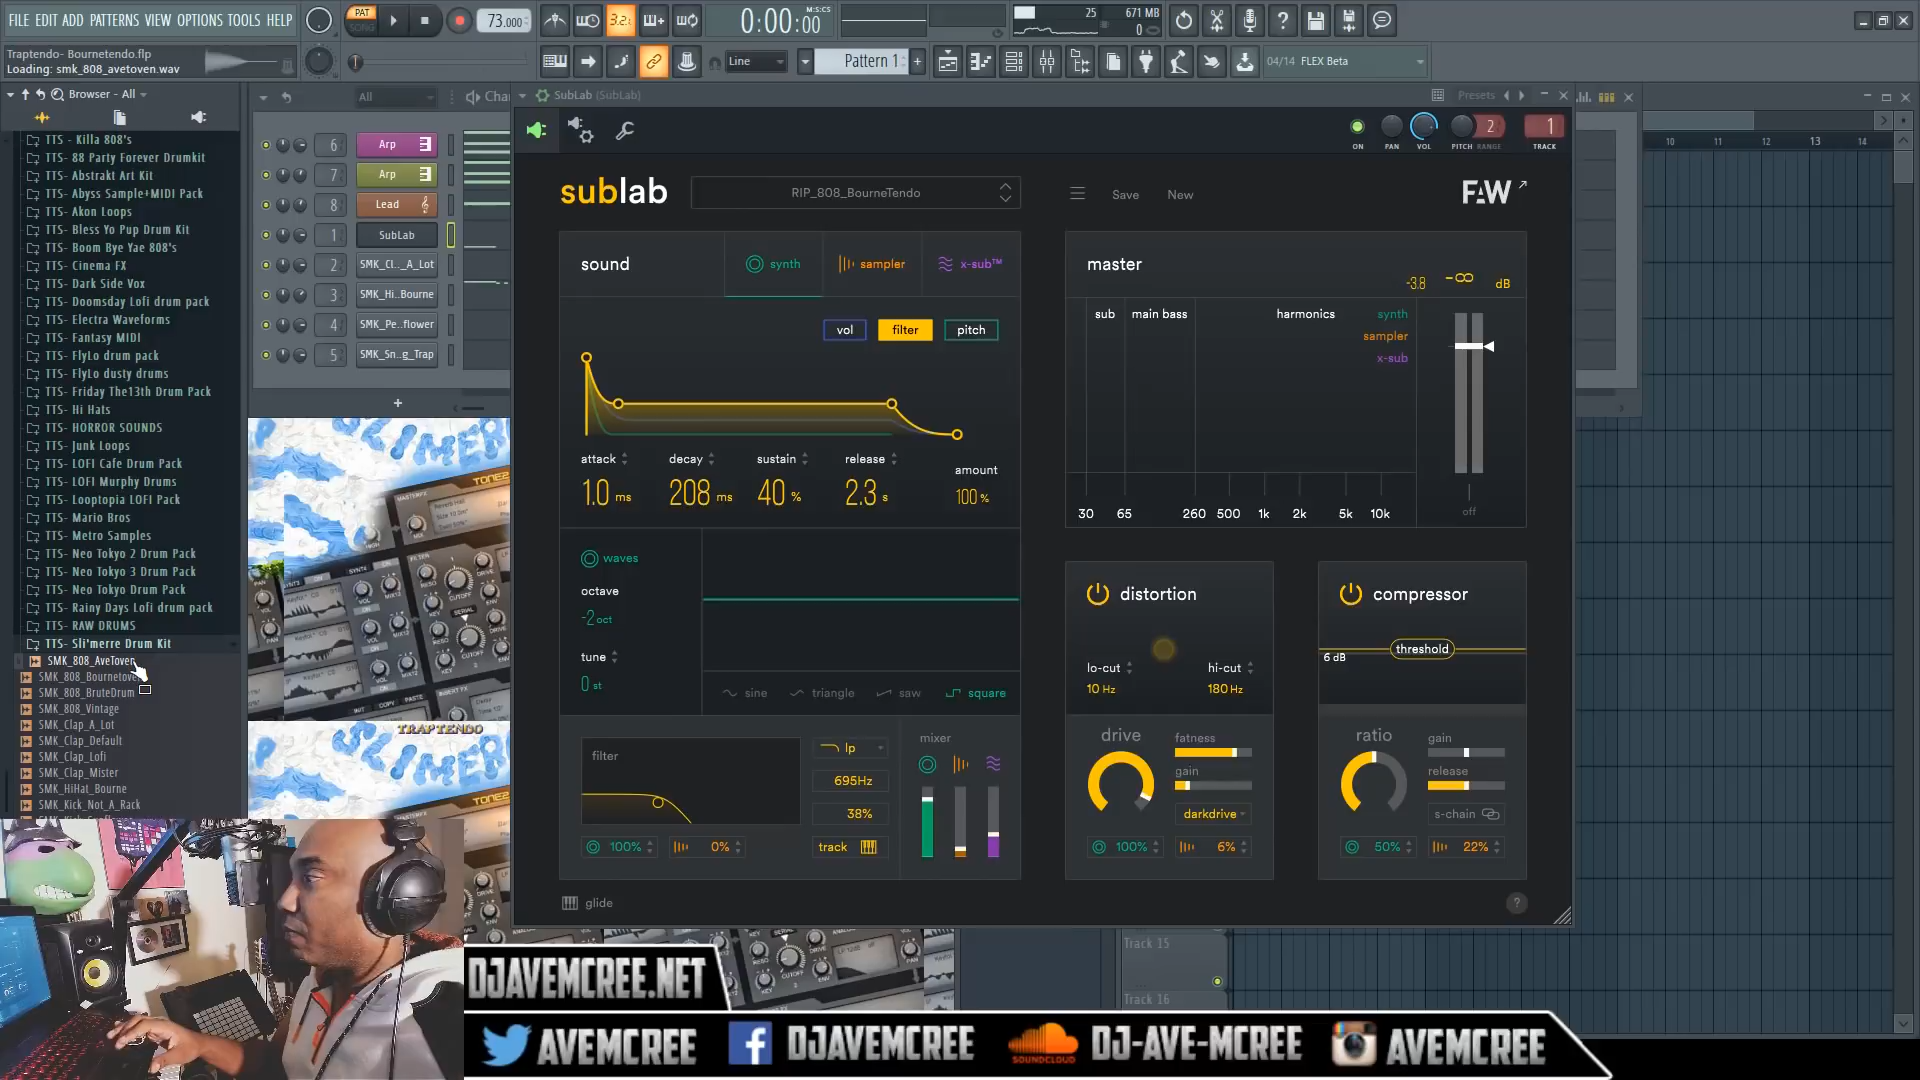 FILE EDIT ADD PATTERNS VIEW OPTIONS TOOLS HELP
PAT
SONG
73.000
3.2.
0:00:00
M:S:CS
25
671 MB
0
Traptendo- Bournetendo.flp
Loading: smk_808_avetoven.wav
Line
Pattern 1
04/14 FLEX Beta
Browser - All
All
SubLab (SubLab)
Presets
TTS - Killa 808's
TTS- 88 Party Forever Drumkit
TTS- Abstrakt Art Kit
TTS- Abyss Sample+MIDI Pack
TTS- Akon Loops
TTS- Bless Yo Pup Drum Kit
TTS- Boom Bye Yae 808's
TTS- Cinema FX
TTS- Dark Side Vox
TTS- Doomsday Lofi drum pack
TTS- Electra Waveforms
TTS- Fantasy MIDI
TTS- FlyLo drum pack
TTS- FlyLo dusty drums
TTS- Friday The13th Drum Pack
TTS- Hi Hats
TTS- HORROR SOUNDS
TTS- Junk Loops
TTS- LOFI Cafe Drum Pack
TTS- LOFI Murphy Drums
TTS- Looptopia LOFI Pack
TTS- Mario Bros
TTS- Metro Samples
TTS- Neo Tokyo 2 Drum Pack
TTS- Neo Tokyo 3 Drum Pack
TTS- Neo Tokyo Drum Pack
TTS- Rainy Days Lofi drum pack
TTS- RAW DRUMS
TTS- Sli'merre Drum Kit
SMK_808_AveToven
SMK_808_Bournetoven
SMK_808_BruteDrum
SMK_808_Vintage
SMK_Clap_A_Lot
SMK_Clap_Default
SMK_Clap_Lofi
SMK_Clap_Mister
SMK_HiHat_Bourne
SMK_Kick_Not_A_Rack
6 Arp
7 Arp
8 Lead
1 SubLab
2 SMK_Cl.._A_Lot
3 SMK_Hi..Bourne
4 SMK_Pe..flower
5 SMK_Sn..g_Trap
+
ON
PAN
VOL
PITCH
RANGE
2
1
TRACK
sublab
RIP_808_BourneTendo
Save
New
FAW
sound
synth
sampler
x-sub™
vol
filter
pitch
attack
decay
sustain
release
amount
1.0 ms
208 ms
40 %
2.3 s
100 %
waves
octave
-2 oct
tune
0 st
sine
triangle
saw
square
filter
lp
695Hz
38%
100%
0%
track
mixer
glide
master
-3.8
-∞
dB
sub
main bass
harmonics
synth
sampler
x-sub
30
65
260
500
1k
2k
5k
10k
off
distortion
lo-cut
10 Hz
hi-cut
180 Hz
drive
fatness
gain
darkdrive
100%
6%
compressor
threshold
6 dB
ratio
gain
release
s-chain
50%
22%
?
10
11
12
13
14
Track 15
Track 16
TRAPTENDO
DJAVEMCREE.NET
AVEMCREE
DJAVEMCREE
SOUNDCLOUD
DJ-AVE-MCREE
AVEMCREE